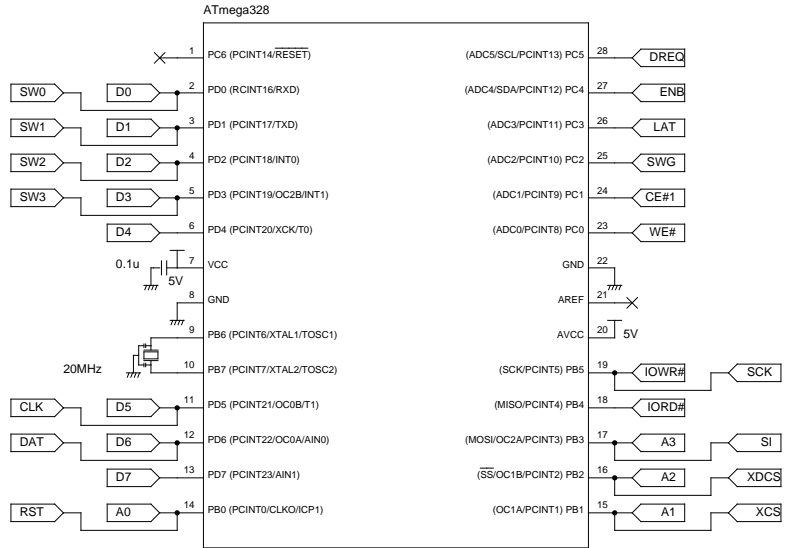 ATmega328
1 PC6 (PCINT14/RESET) (ADC5/SCL/PCINT13) PC5 28 DREQ
SW0 D0 2 PD0 (RCINT16/RXD) (ADC4/SDA/PCINT12) PC4 27 ENB
SW1 D1 3 PD1 (PCINT17/TXD) (ADC3/PCINT11) PC3 26 LAT
SW2 D2 4 PD2 (PCINT18/INT0) (ADC2/PCINT10) PC2 25 SWG
SW3 D3 5 PD3 (PCINT19/OC2B/INT1) (ADC1/PCINT9) PC1 24 CE#1
D4 6 PD4 (PCINT20/XCK/T0) (ADC0/PCINT8) PC0 23 WE#
0.1u 5V 7 VCC GND 22
8 GND AREF 21
9 PB6 (PCINT6/XTAL1/TOSC1) AVCC 20 5V
20MHz 10 PB7 (PCINT7/XTAL2/TOSC2) (SCK/PCINT5) PB5 19 IOWR# SCK
CLK D5 11 PD5 (PCINT21/OC0B/T1) (MISO/PCINT4) PB4 18 IORD#
DAT D6 12 PD6 (PCINT22/OC0A/AIN0) (MOSI/OC2A/PCINT3) PB3 17 A3 SI
D7 13 PD7 (PCINT23/AIN1) (SS/OC1B/PCINT2) PB2 16 A2 XDCS
RST A0 14 PB0 (PCINT0/CLKO/ICP1) (OC1A/PCINT1) PB1 15 A1 XCS